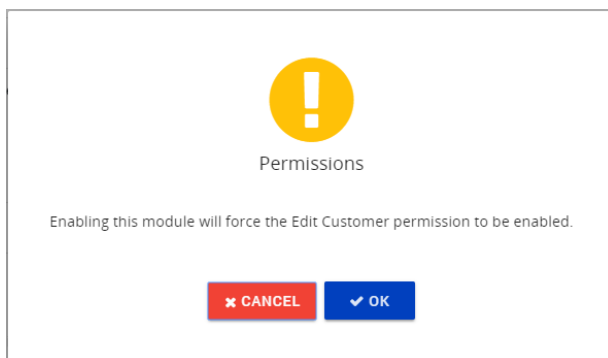 !
Permissions
Enabling this module will force the Edit Customer permission to be enabled.
✖ CANCEL ✔ OK